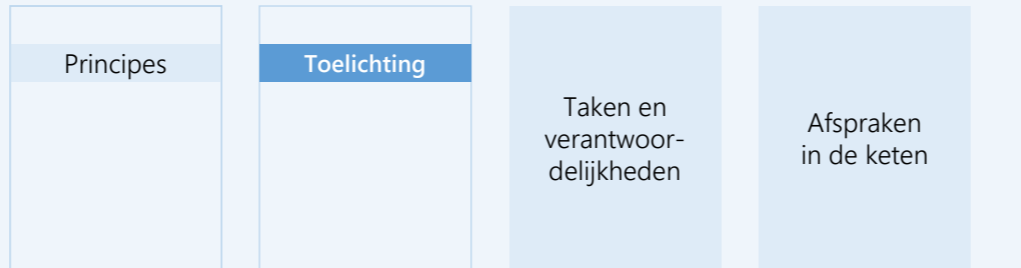 Principes
Toelichting
Taken en
verantwoor-
delijkheden
Afspraken
in de keten